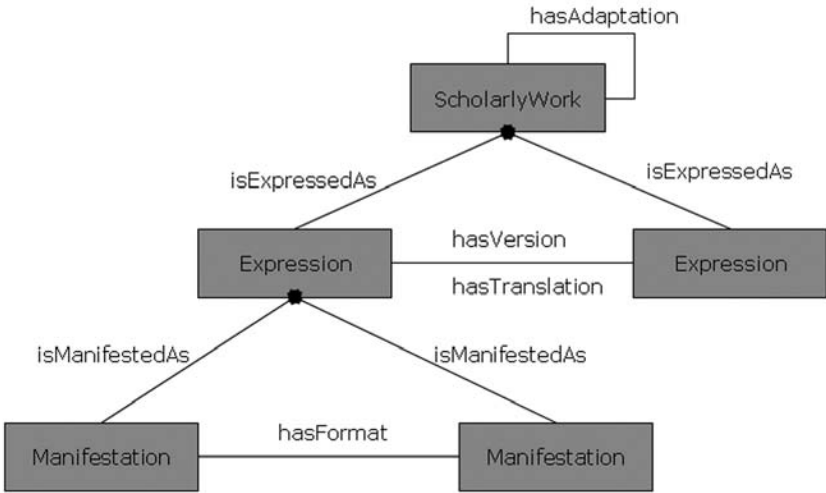 hasAdaptation
ScholarlyWork
isExpressedAs
isExpressedAs
Expression
hasVersion
hasTranslation
Expression
isManifestedAs
isManifestedAs
Manifestation
hasFormat
Manifestation